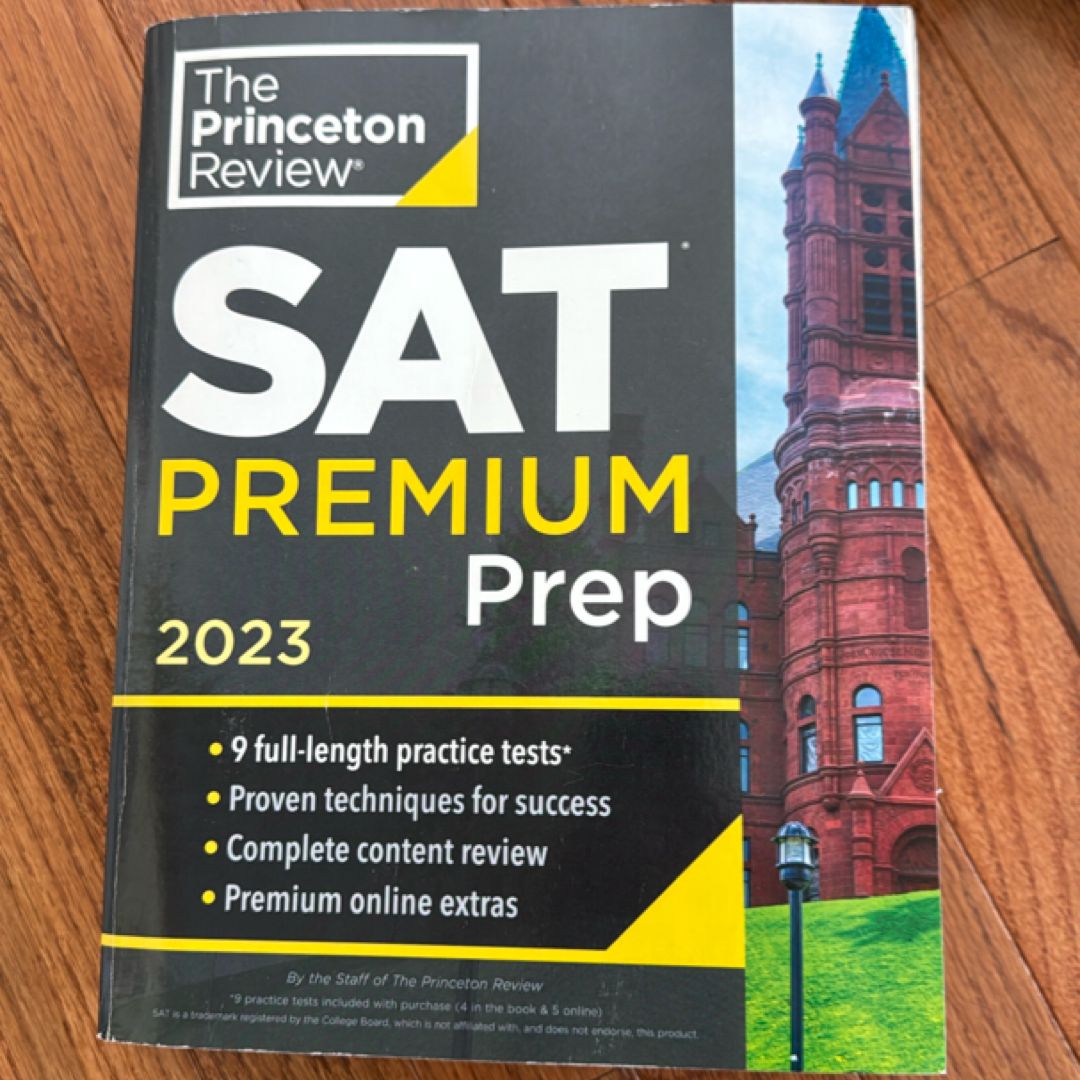 The
Princeton
Review®
SAT®
PREMIUM
Prep
2023
• 9 full-length practice tests*
• Proven techniques for success
• Complete content review
• Premium online extras
By the Staff of The Princeton Review
*9 practice tests included with purchase (4 in the book & 5 online)
SAT is a trademark registered by the College Board, which is not affiliated with, and does not endorse, this product.